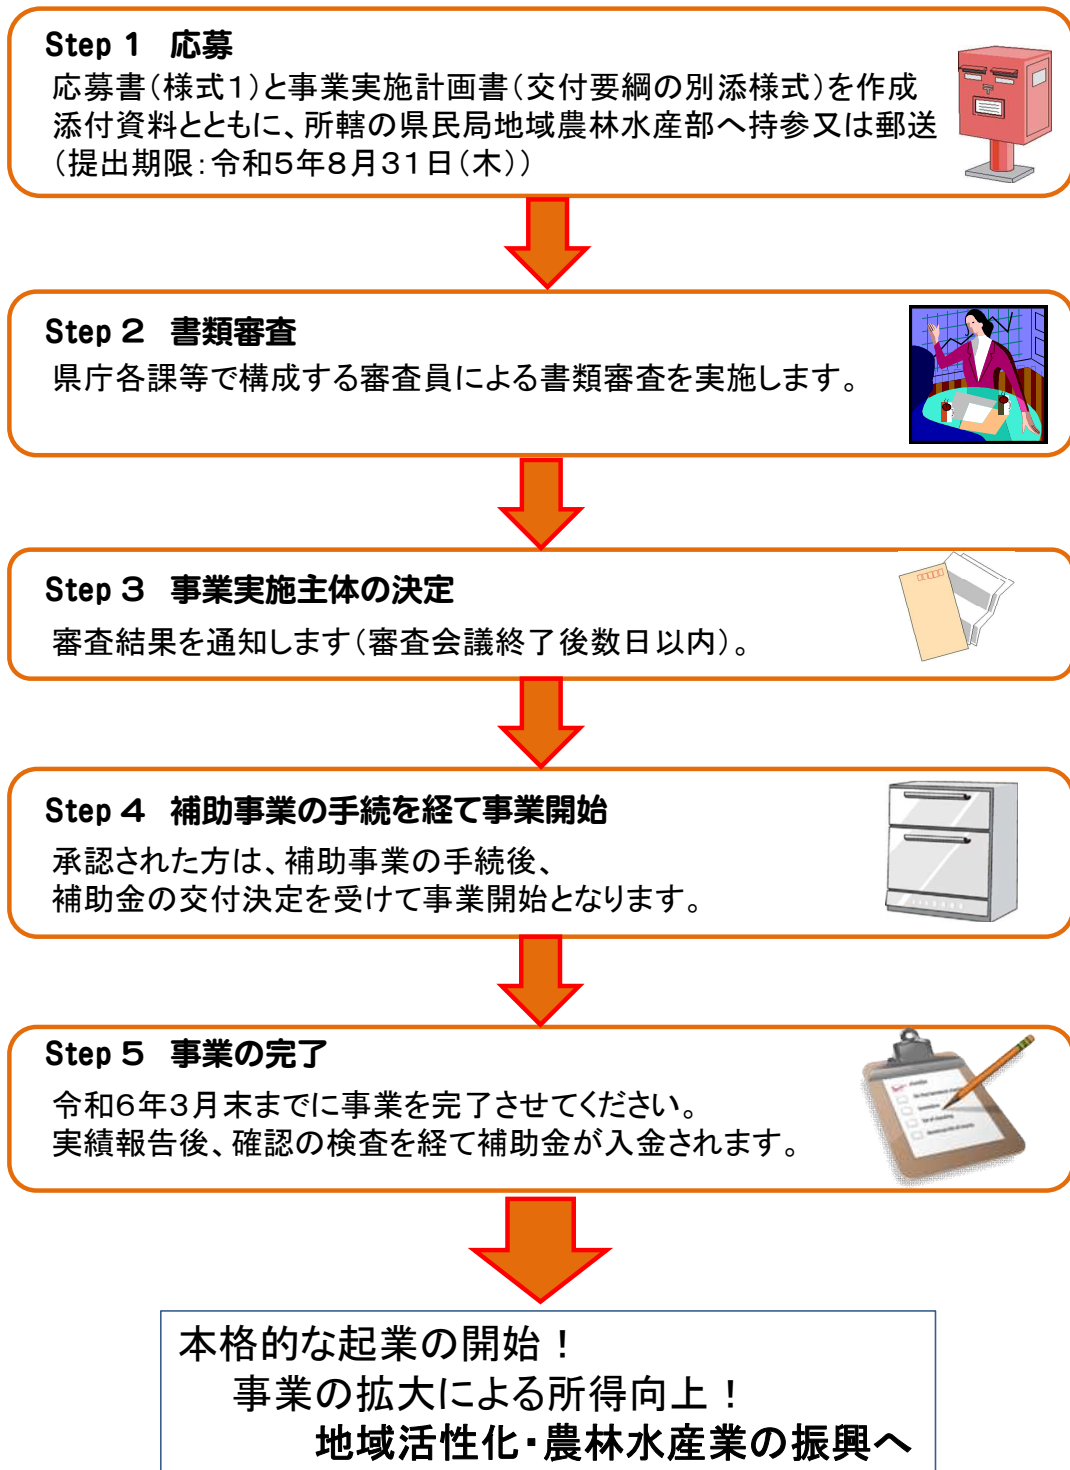 Step 1 応募
応募書(様式1)と事業実施計画書(交付要綱の別添様式)を作成
添付資料とともに、所轄の県民局地域農林水産部へ持参又は郵送
(提出期限:令和5年8月31日(木))
Step 2 書類審査
県庁各課等で構成する審査員による書類審査を実施します。
Step 3 事業実施主体の決定
審査結果を通知します(審査会議終了後数日以内)。
Step 4 補助事業の手続を経て事業開始
承認された方は、補助事業の手続後、
補助金の交付決定を受けて事業開始となります。
Step 5 事業の完了
令和6年3月末までに事業を完了させてください。
実績報告後、確認の検査を経て補助金が入金されます。
本格的な起業の開始!
事業の拡大による所得向上!
地域活性化・農林水産業の振興へ